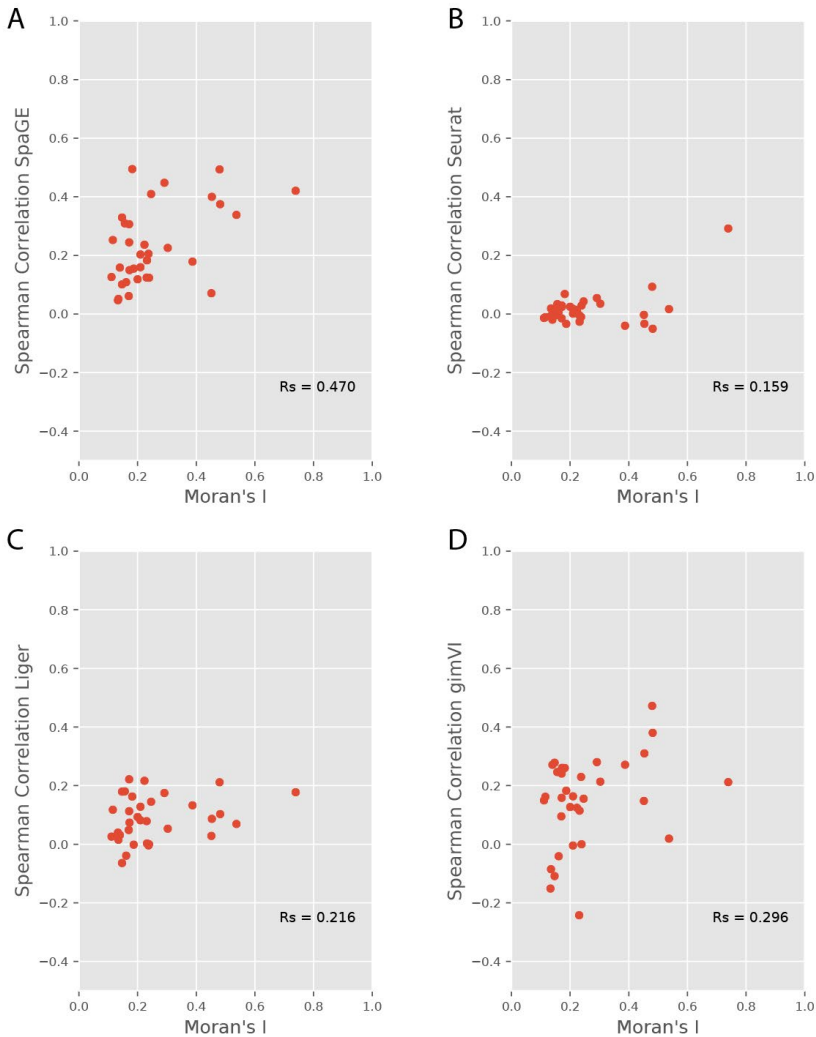 A
Spearman Correlation SpaGE
1.0
0.8
0.6
0.4
0.2
0.0
−0.2
−0.4
Rs = 0.470
0.0 0.2 0.4 0.6 0.8 1.0
Moran's I
B
Spearman Correlation Seurat
1.0
0.8
0.6
0.4
0.2
0.0
−0.2
−0.4
Rs = 0.159
0.0 0.2 0.4 0.6 0.8 1.0
Moran's I
C
Spearman Correlation Liger
1.0
0.8
0.6
0.4
0.2
0.0
−0.2
−0.4
Rs = 0.216
0.0 0.2 0.4 0.6 0.8 1.0
Moran's I
D
Spearman Correlation gimVI
1.0
0.8
0.6
0.4
0.2
0.0
−0.2
−0.4
Rs = 0.296
0.0 0.2 0.4 0.6 0.8 1.0
Moran's I